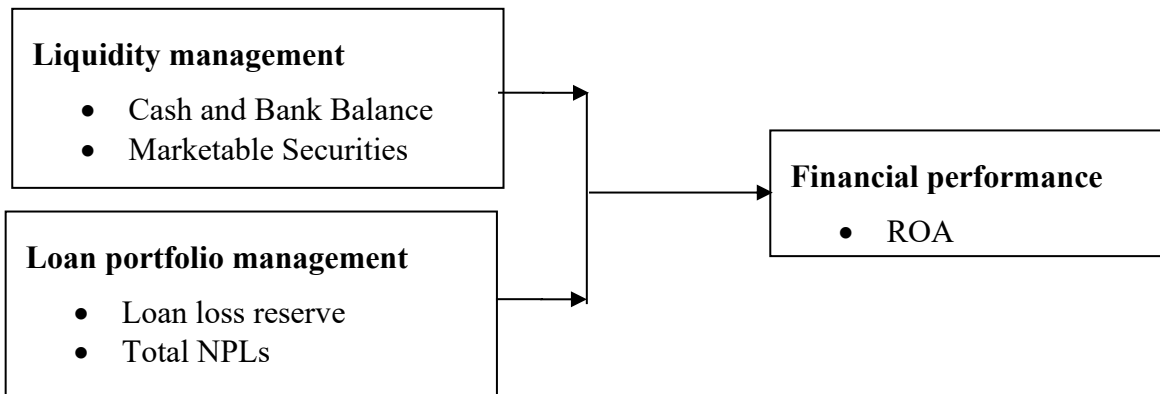 Liquidity management
• Cash and Bank Balance
• Marketable Securities
Loan portfolio management
• Loan loss reserve
• Total NPLs
Financial performance
• ROA